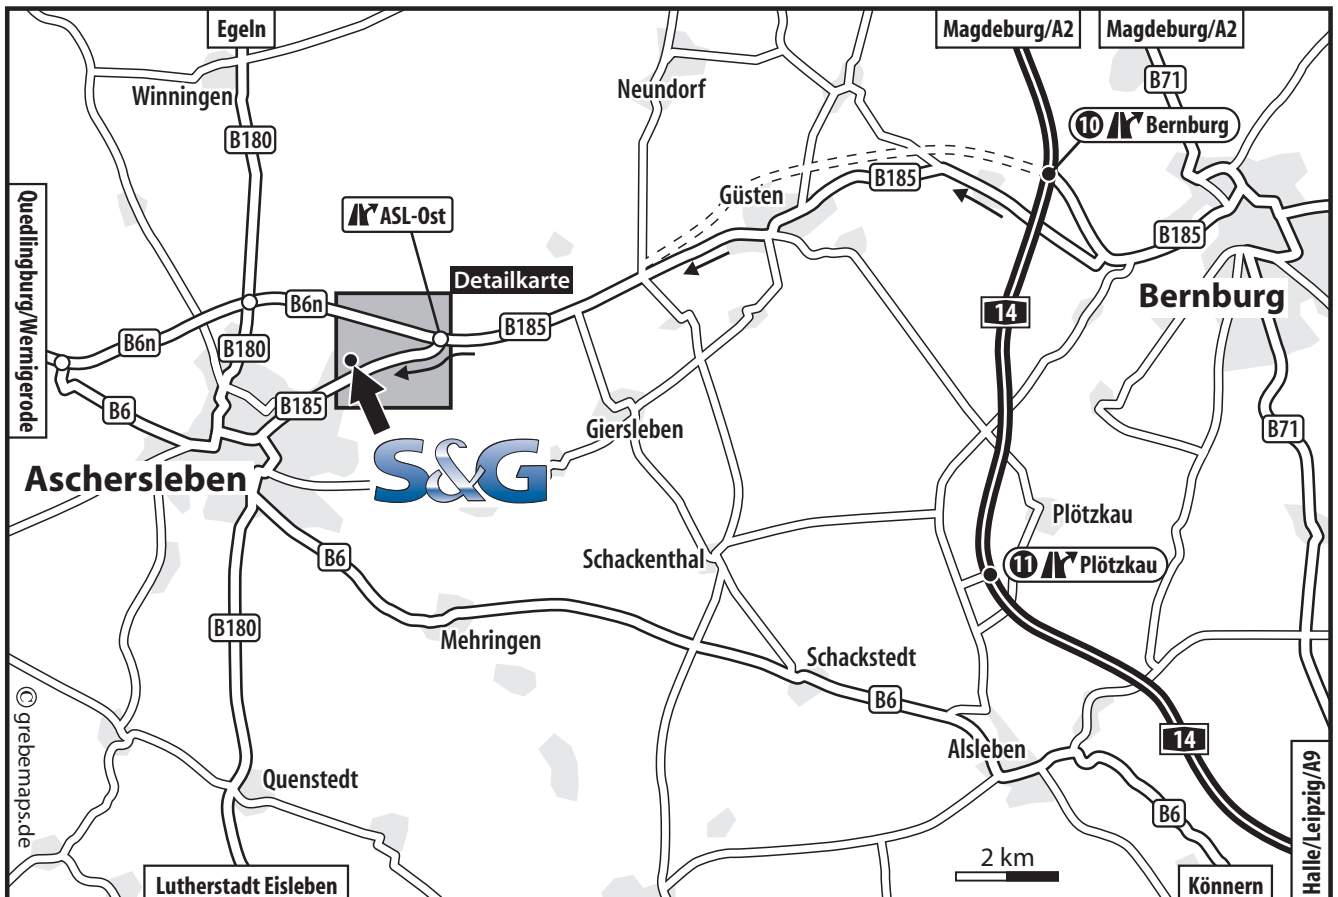 Egeln
Magdeburg/A2
Magdeburg/A2
B71
Neundorf
Winningen
10 Bernburg
B180
B185
Quedlingburg/Wernigerode
Güsten
ASL-Ost
B185
Detailkarte
Bernburg
B6n
14
B185
B6n
B180
B6
B185
Giersleben
B71
S&G
Aschersleben
Plötzkau
B6
Schackenthal
11 Plötzkau
B180
Mehringen
Schackstedt
B6
14
Alsleben
© grebemaps.de
Quenstedt
Halle/Leipzig/A9
B6
2 km
Lutherstadt Eisleben
Könnern